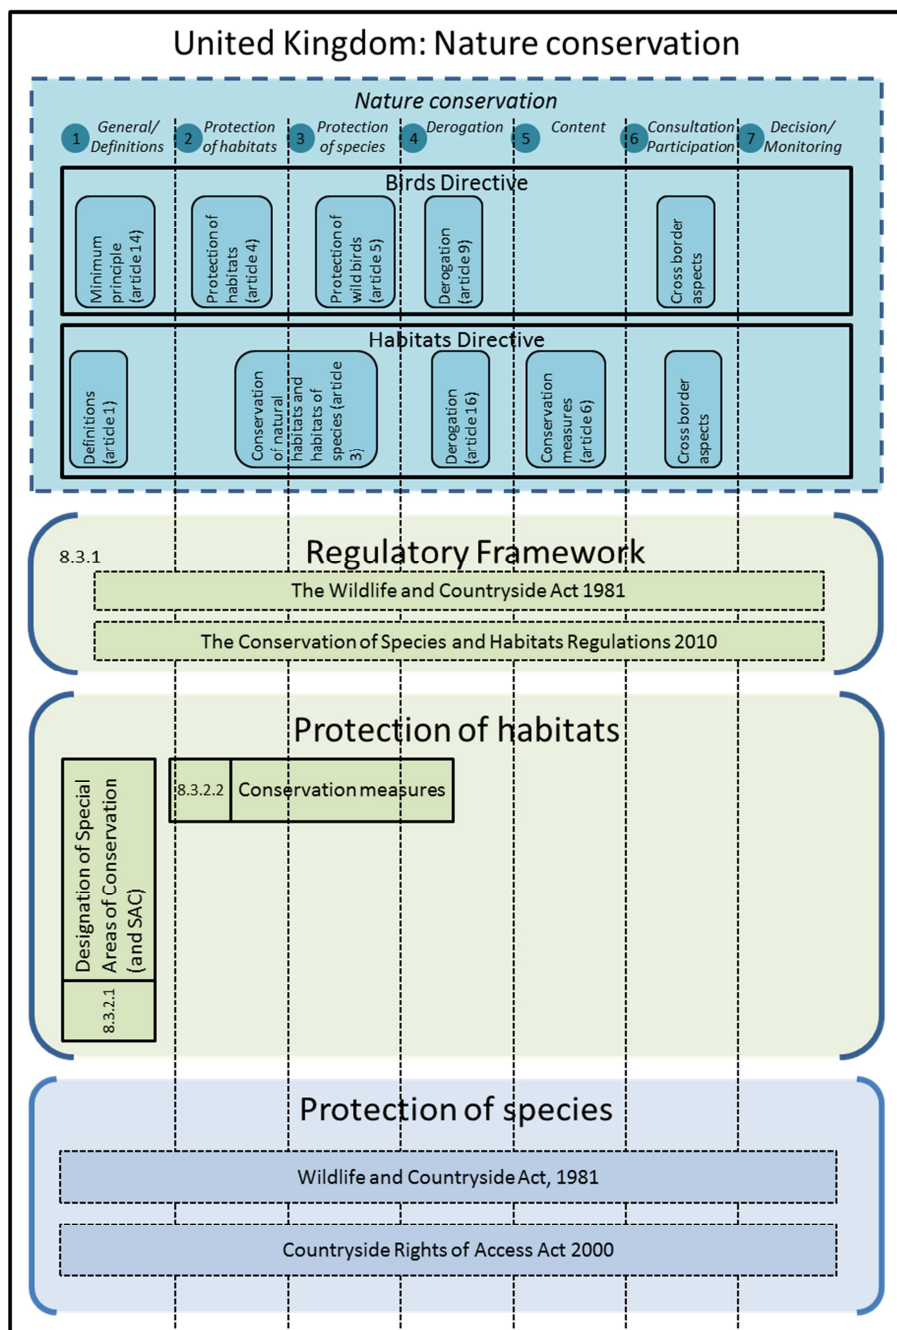 United Kingdom: Nature conservation
Nature conservation
1 General/
Definitions
2 Protection
of habitats
3 Protection
of species
4 Derogation
5 Content
6 Consultation
Participation
7 Decision/
Monitoring
Birds Directive
Minimum
principle
(article 14)
Protection of
habitats
(article 4)
Protection of
wild birds
(article 5)
Derogation
(article 9)
Cross border
aspects
Habitats Directive
Definitions
(article 1)
Conservation
of natural
habitats and
habitats of
species (article
3)
Derogation
(article 16)
Conservation
measures
(article 6)
Cross border
aspects
8.3.1
Regulatory Framework
The Wildlife and Countryside Act 1981
The Conservation of Species and Habitats Regulations 2010
Protection of habitats
Designation of Special
Areas of Conservation
(and SAC)
8.3.2.1
8.3.2.2 Conservation measures
Protection of species
Wildlife and Countryside Act, 1981
Countryside Rights of Access Act 2000